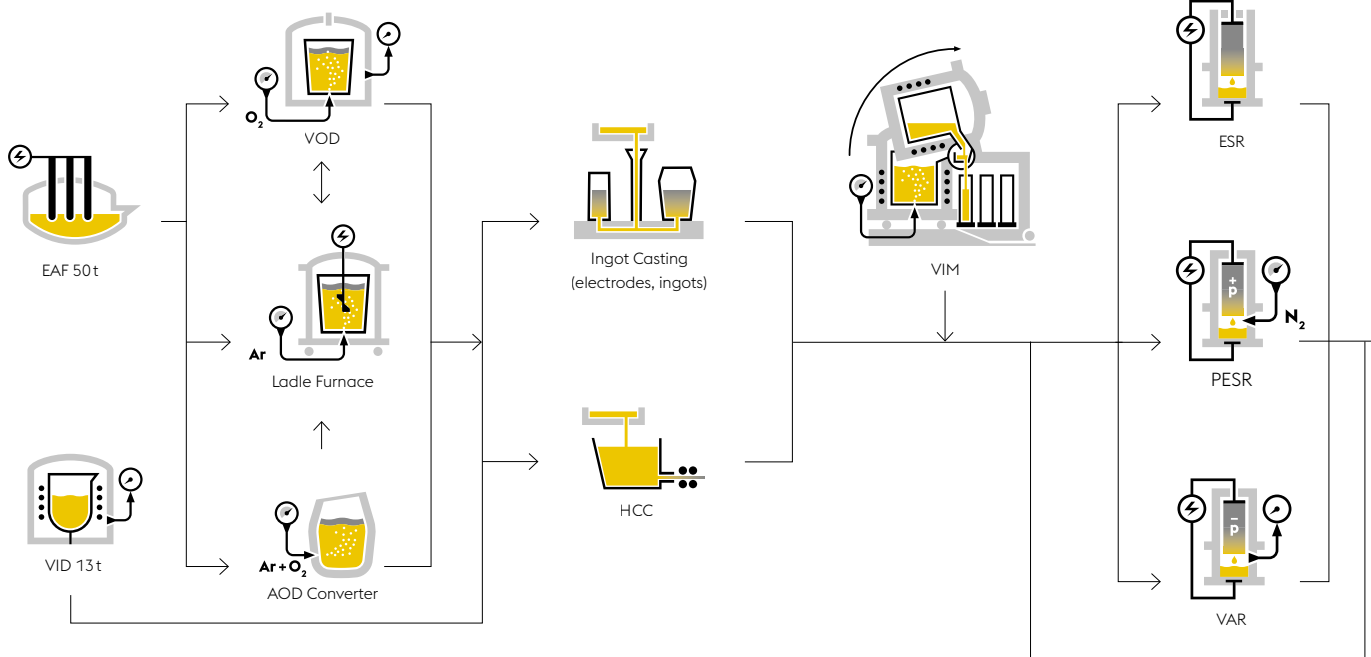 O₂
VOD
EAF 50 t
Ar
Ladle Furnace
VID 13 t
Ar + O₂
AOD Converter
Ingot Casting
(electrodes, ingots)
HCC
VIM
ESR
+
P
N₂
PESR
–
P
VAR